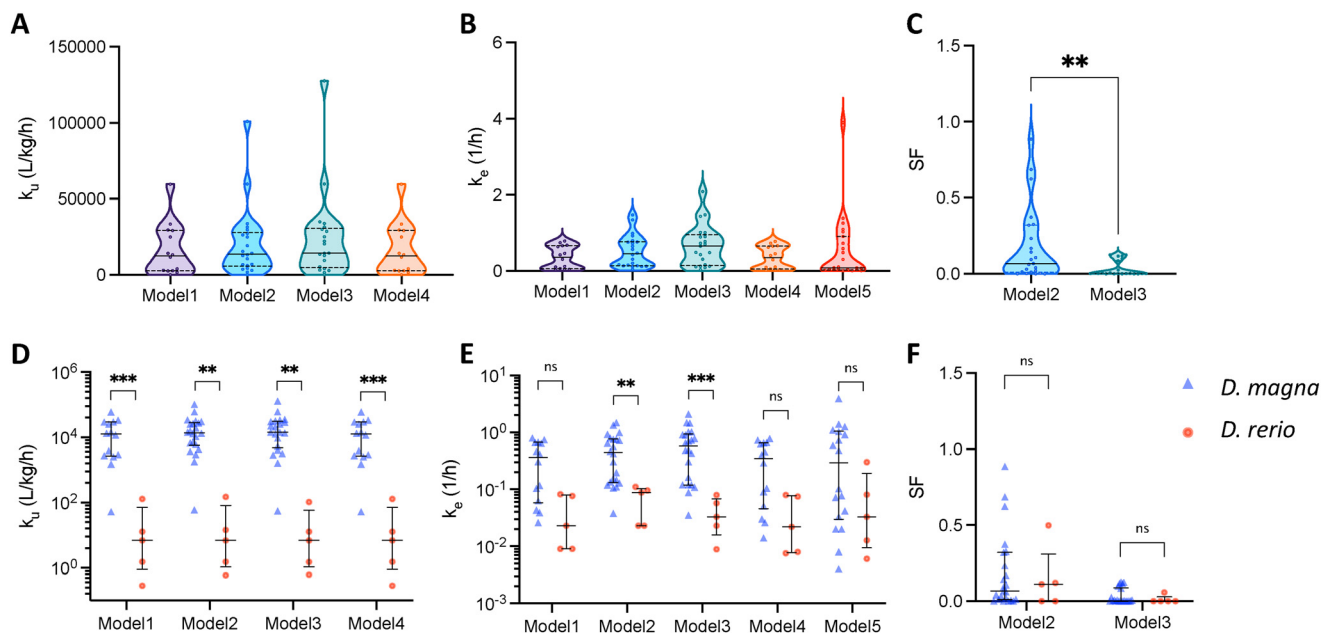 A
k_u (L/kg/h)
150000
100000
50000
0
Model1 Model2 Model3 Model4
B
k_e (1/h)
6
4
2
0
Model1 Model2 Model3 Model4 Model5
C
SF
1.5
1.0
0.5
0.0
**
Model2 Model3
D
k_u (L/kg/h)
10^6
10^4
10^2
10^0
*** ** ** ***
Model1 Model2 Model3 Model4
E
k_e (1/h)
10^1
10^0
10^-1
10^-2
10^-3
ns ** *** ns ns
Model1 Model2 Model3 Model4 Model5
F
SF
1.5
1.0
0.5
0.0
ns ns
Model2 Model3
D. magna
D. rerio